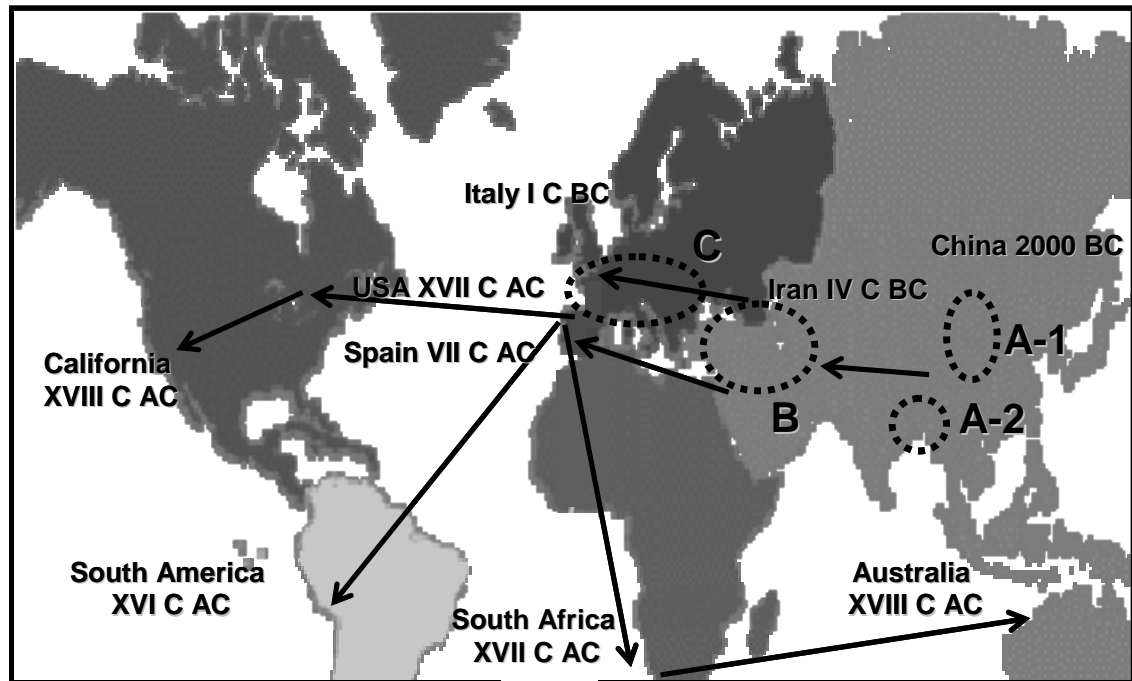 Italy I C BC
C
China 2000 BC
USA XVII C AC
Iran IV C BC
A-1
Spain VII C AC
California
XVIII C AC
B
A-2
South America
XVI C AC
Australia
XVIII C AC
South Africa
XVII C AC